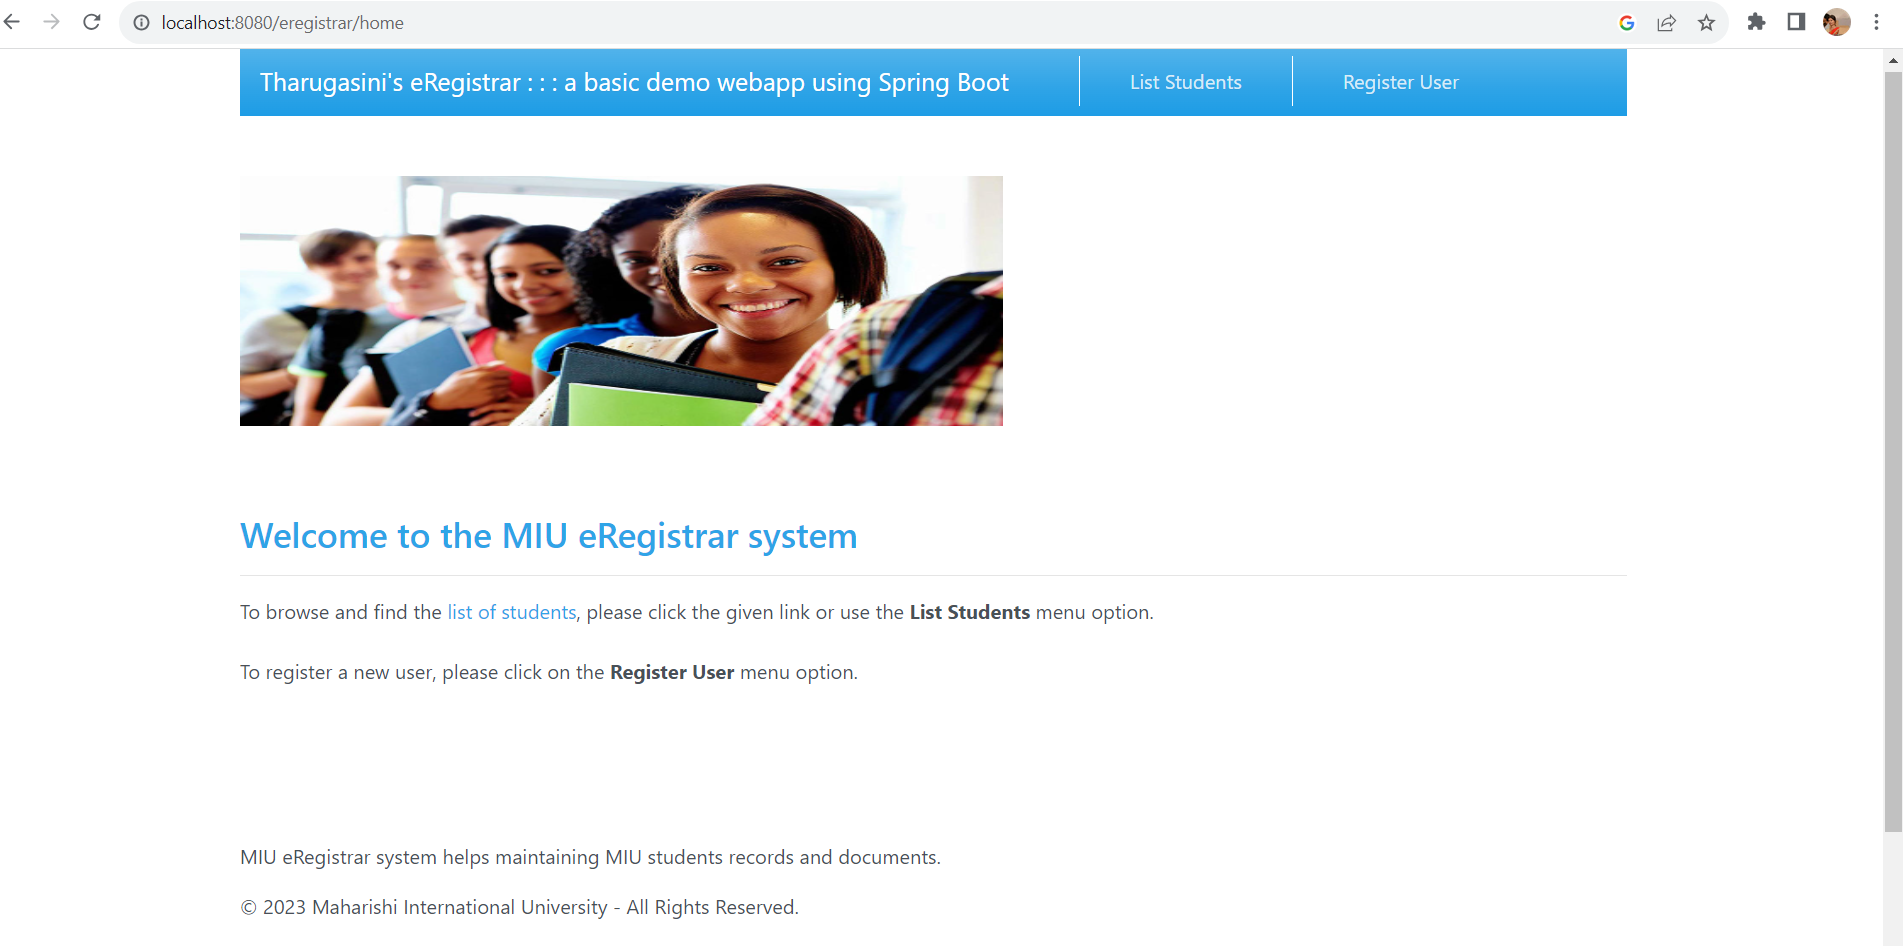 localhost:8080/eregistrar/home
Tharugasini's eRegistrar : : : a basic demo webapp using Spring Boot
List Students
Register User
Welcome to the MIU eRegistrar system
To browse and find the list of students, please click the given link or use the List Students menu option.
To register a new user, please click on the Register User menu option.
MIU eRegistrar system helps maintaining MIU students records and documents.
© 2023 Maharishi International University - All Rights Reserved.